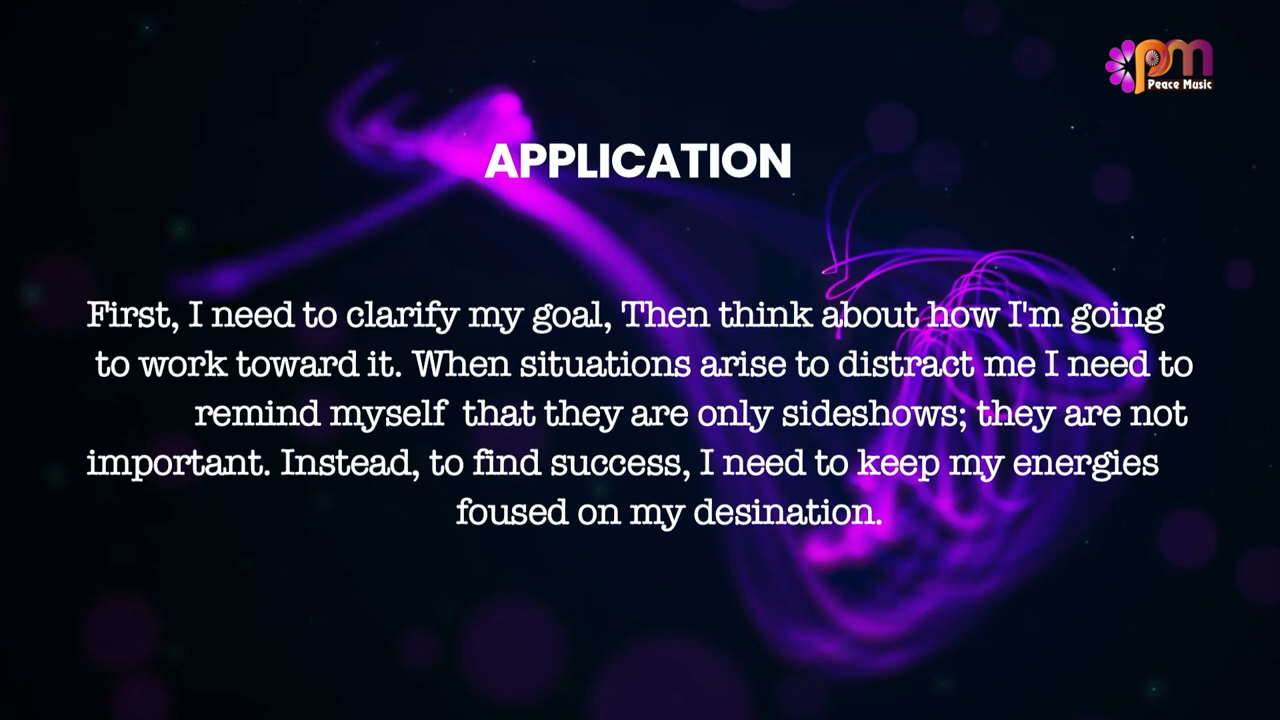 pm
Peace Music
APPLICATION
First, I need to clarify my goal, Then think about how I'm going
to work toward it. When situations arise to distract me I need to
remind myself that they are only sideshows; they are not
important. Instead, to find success, I need to keep my energies
foused on my desination.